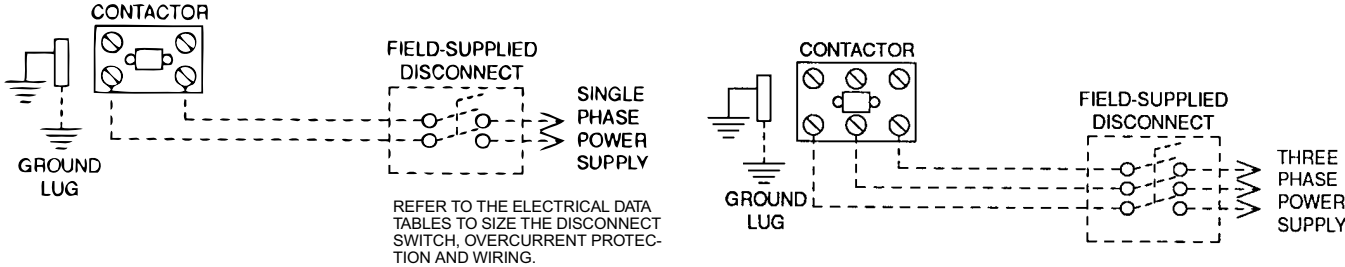 CONTACTOR
FIELD-SUPPLIED
DISCONNECT
SINGLE
PHASE
POWER
SUPPLY
GROUND
LUG
REFER TO THE ELECTRICAL DATA
TABLES TO SIZE THE DISCONNECT
SWITCH, OVERCURRENT PROTEC-
TION AND WIRING.
CONTACTOR
FIELD-SUPPLIED
DISCONNECT
THREE
PHASE
POWER
SUPPLY
GROUND
LUG